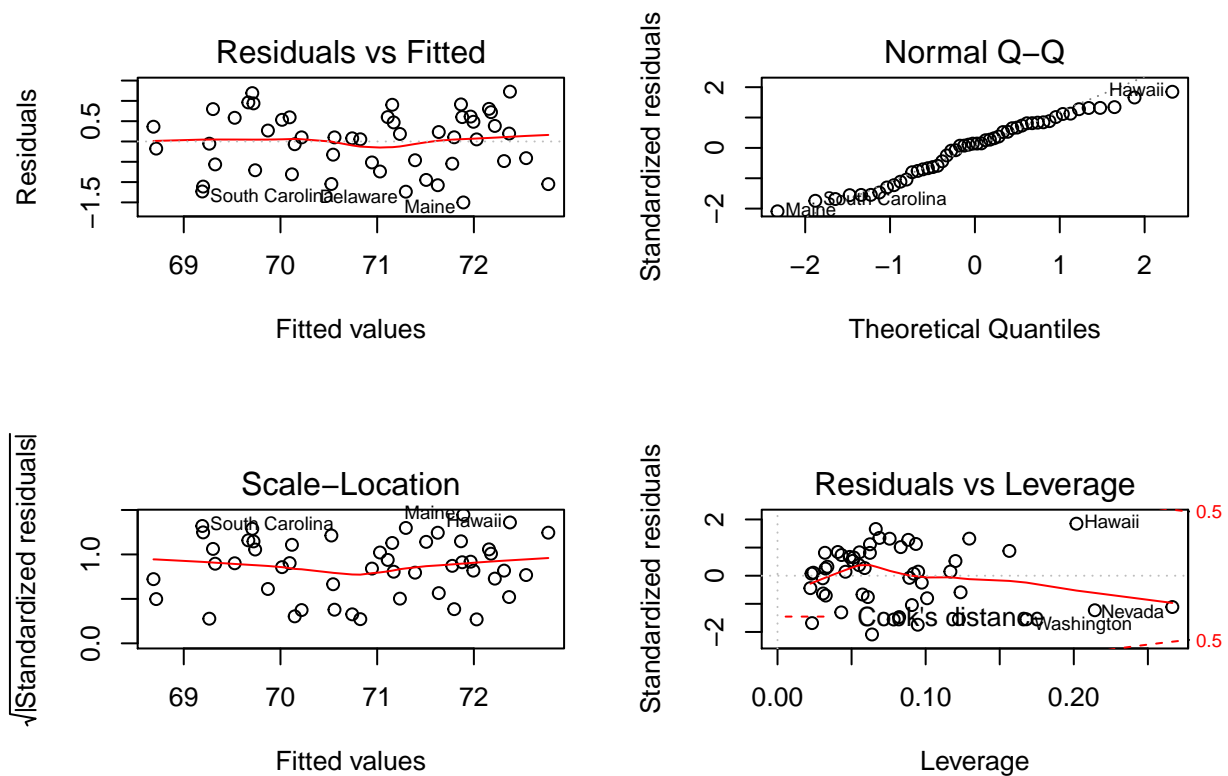 Residuals vs Fitted
Residuals
0.5
−1.5
South Carolina
Delaware
Maine
69 70 71 72
Fitted values
Normal Q−Q
Standardized residuals
2
0
−2
Hawaii
South Carolina
Maine
−2 −1 0 1 2
Theoretical Quantiles
Scale−Location
√|Standardized residuals|
1.0
0.0
South Carolina
Maine
Hawaii
69 70 71 72
Fitted values
Residuals vs Leverage
Standardized residuals
2
0
−2
0.5
Hawaii
Nevada
Cook's distance
Washington
0.5
0.00 0.10 0.20
Leverage